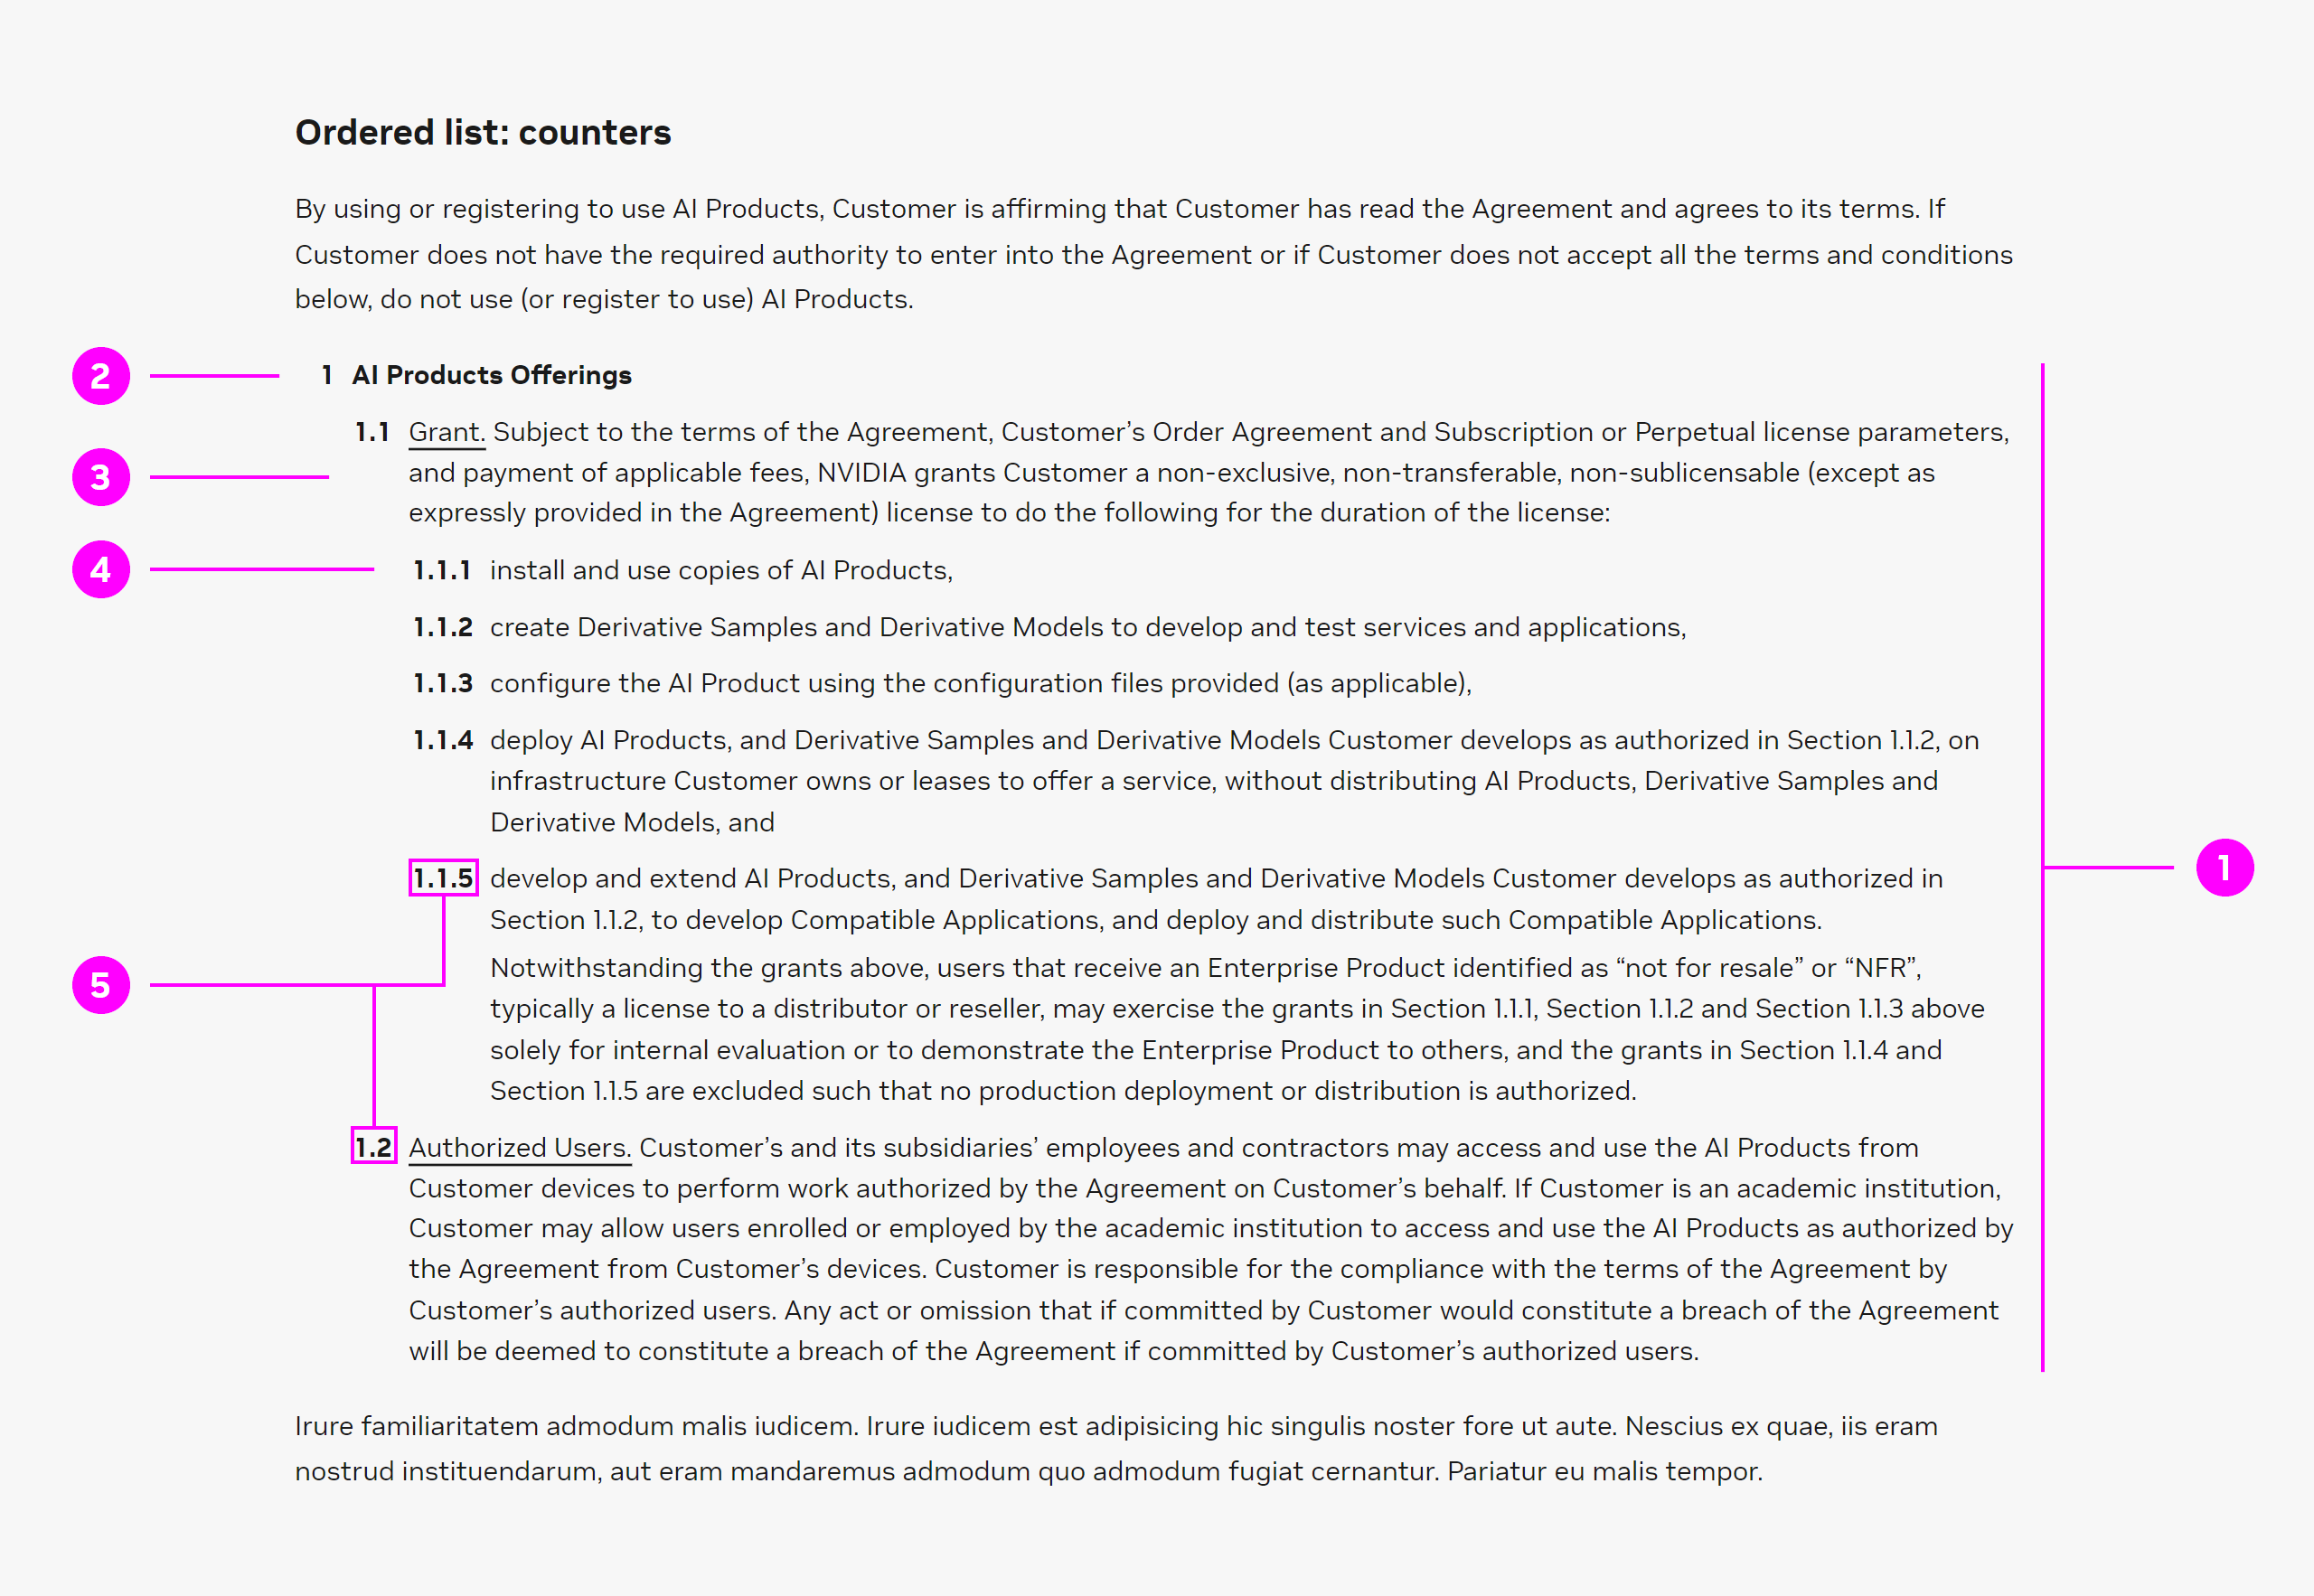 Ordered list: counters
By using or registering to use AI Products, Customer is affirming that Customer has read the Agreement and agrees to its terms. If
Customer does not have the required authority to enter into the Agreement or if Customer does not accept all the terms and conditions
below, do not use (or register to use) AI Products.
2
1 AI Products Offerings
1.1 Grant. Subject to the terms of the Agreement, Customer’s Order Agreement and Subscription or Perpetual license parameters,
3
and payment of applicable fees, NVIDIA grants Customer a non-exclusive, non-transferable, non-sublicensable (except as
expressly provided in the Agreement) license to do the following for the duration of the license:
4
1.1.1 install and use copies of AI Products,
1.1.2 create Derivative Samples and Derivative Models to develop and test services and applications,
1.1.3 configure the AI Product using the configuration files provided (as applicable),
1.1.4 deploy AI Products, and Derivative Samples and Derivative Models Customer develops as authorized in Section 1.1.2, on
infrastructure Customer owns or leases to offer a service, without distributing AI Products, Derivative Samples and
Derivative Models, and
1.1.5 develop and extend AI Products, and Derivative Samples and Derivative Models Customer develops as authorized in
1
Section 1.1.2, to develop Compatible Applications, and deploy and distribute such Compatible Applications.
Notwithstanding the grants above, users that receive an Enterprise Product identified as “not for resale” or “NFR”,
5
typically a license to a distributor or reseller, may exercise the grants in Section 1.1.1, Section 1.1.2 and Section 1.1.3 above
solely for internal evaluation or to demonstrate the Enterprise Product to others, and the grants in Section 1.1.4 and
Section 1.1.5 are excluded such that no production deployment or distribution is authorized.
1.2 Authorized Users. Customer’s and its subsidiaries’ employees and contractors may access and use the AI Products from
Customer devices to perform work authorized by the Agreement on Customer’s behalf. If Customer is an academic institution,
Customer may allow users enrolled or employed by the academic institution to access and use the AI Products as authorized by
the Agreement from Customer’s devices. Customer is responsible for the compliance with the terms of the Agreement by
Customer’s authorized users. Any act or omission that if committed by Customer would constitute a breach of the Agreement
will be deemed to constitute a breach of the Agreement if committed by Customer’s authorized users.
Irure familiaritatem admodum malis iudicem. Irure iudicem est adipisicing hic singulis noster fore ut aute. Nescius ex quae, iis eram
nostrud instituendarum, aut eram mandaremus admodum quo admodum fugiat cernantur. Pariatur eu malis tempor.